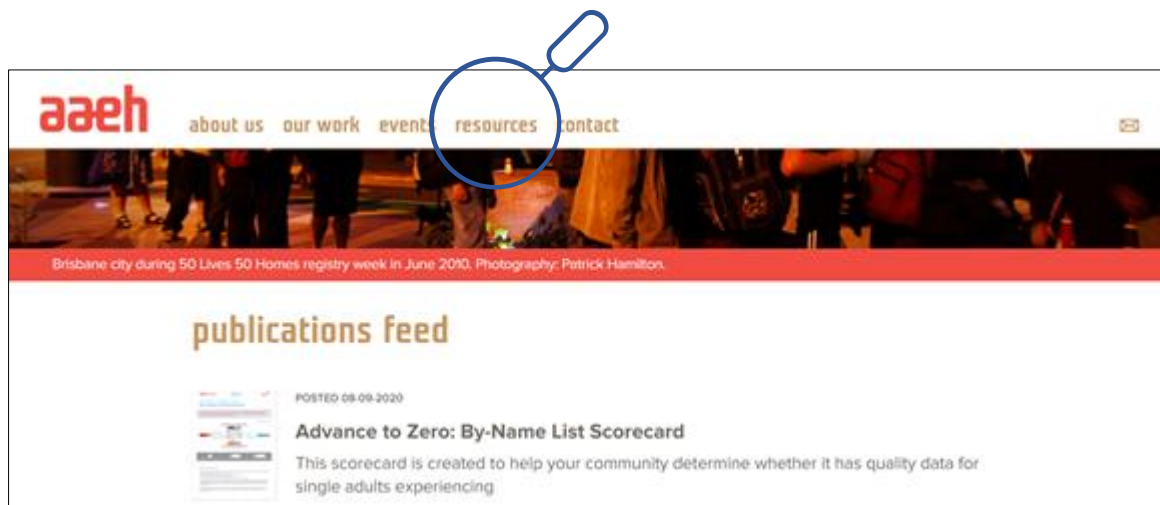 aaeh
about us our work events resources contact
Brisbane city during 50 Lives 50 Homes registry week in June 2010. Photography: Patrick Hamilton.
publications feed
POSTED 08-09-2020
Advance to Zero: By-Name List Scorecard
This scorecard is created to help your community determine whether it has quality data for
single adults experiencing